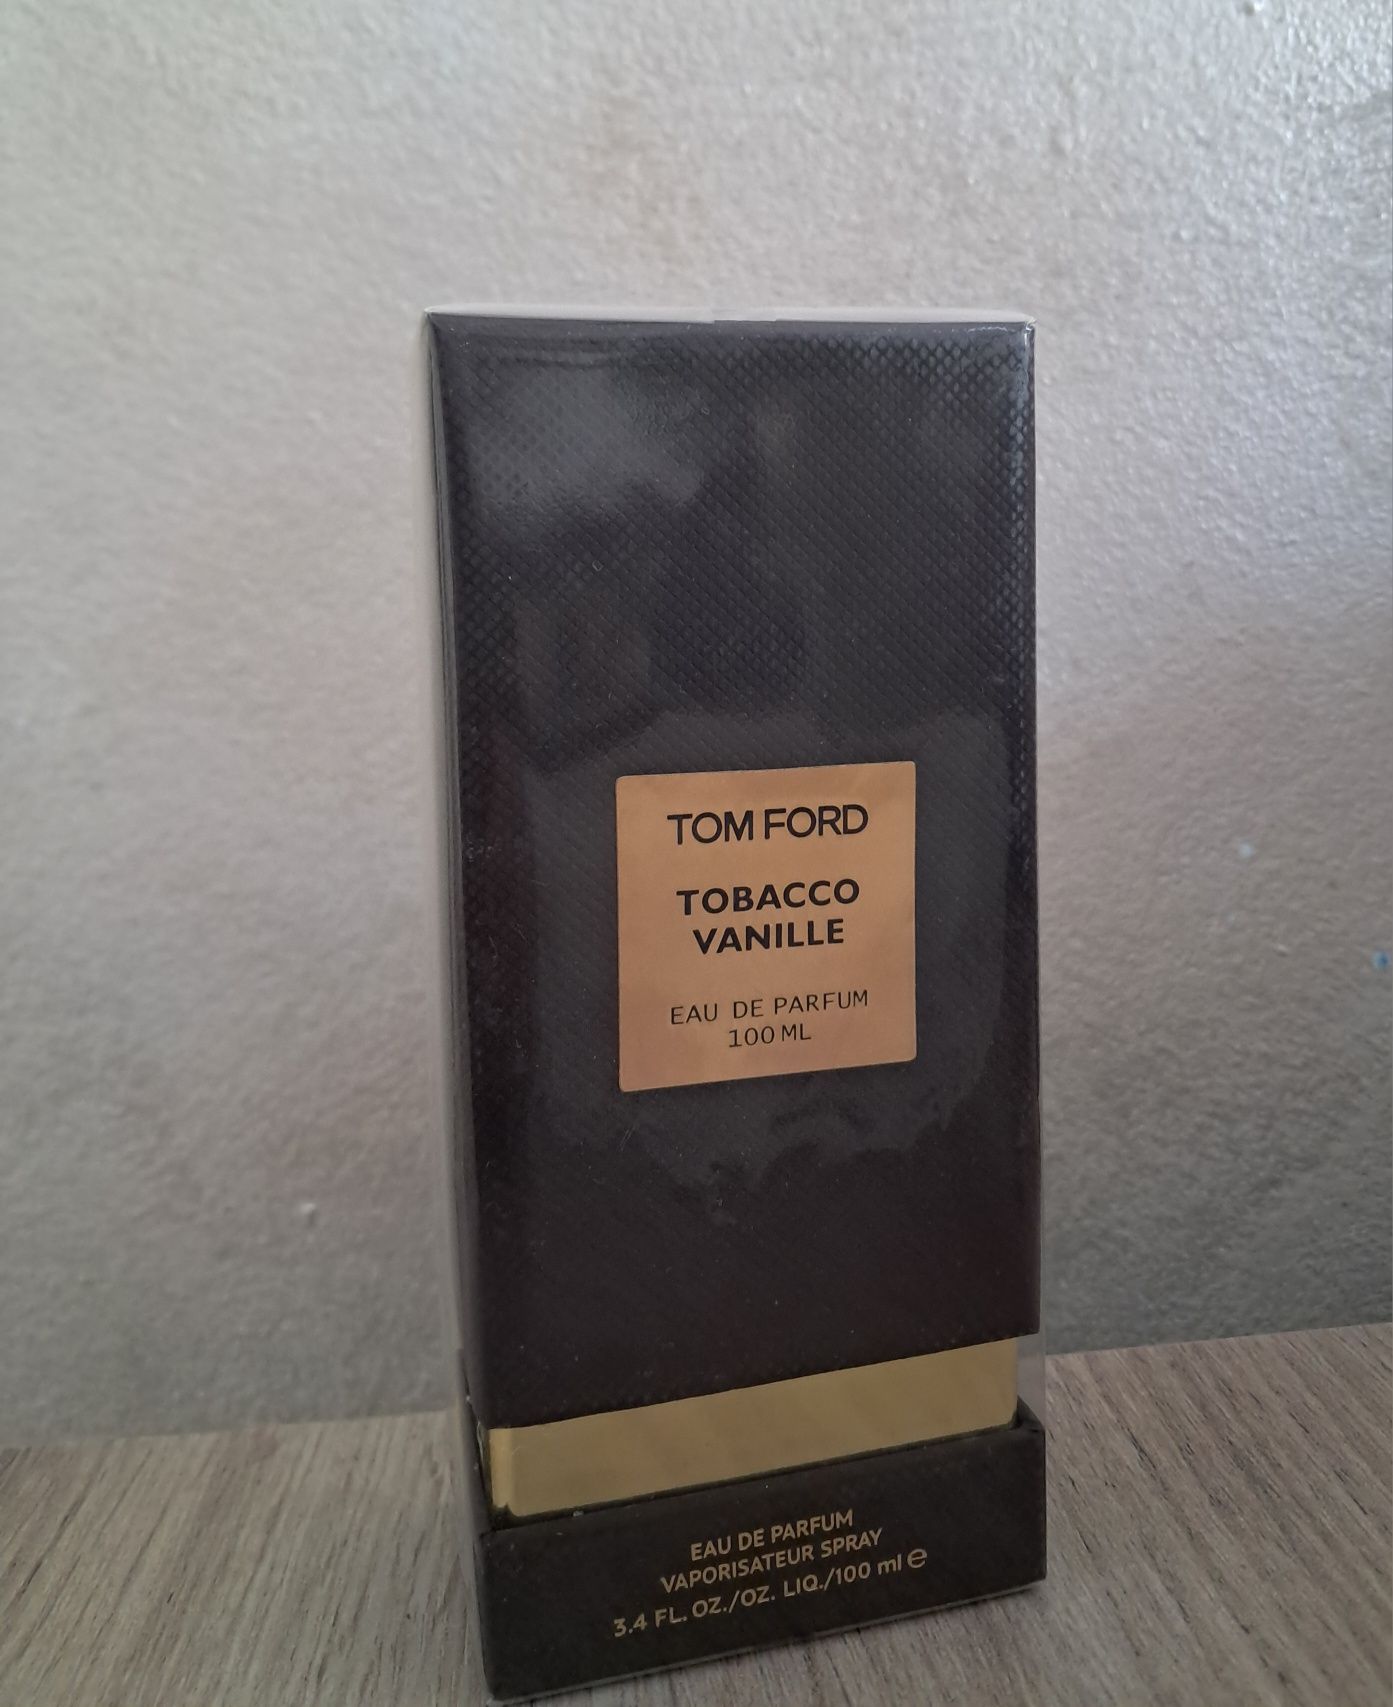 TOM FORD
TOBACCO
VANILLE
EAU DE PARFUM
100 ML
EAU DE PARFUM
VAPORISATEUR SPRAY
3.4 FL. OZ./OZ. LIQ./100 ml ℮